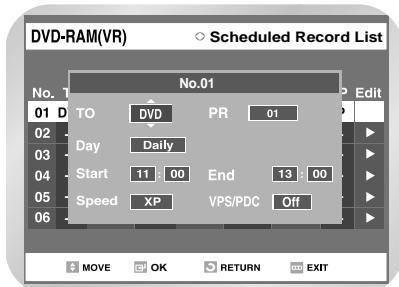 DVD-RAM(VR) Scheduled Record List
No. Edit
No.01
01 D
02
03
04
05
06
TO DVD PR 01
Day Daily
Start 11 : 00 End 13 : 00
Speed XP VPS/PDC Off
MOVE OK RETURN EXIT